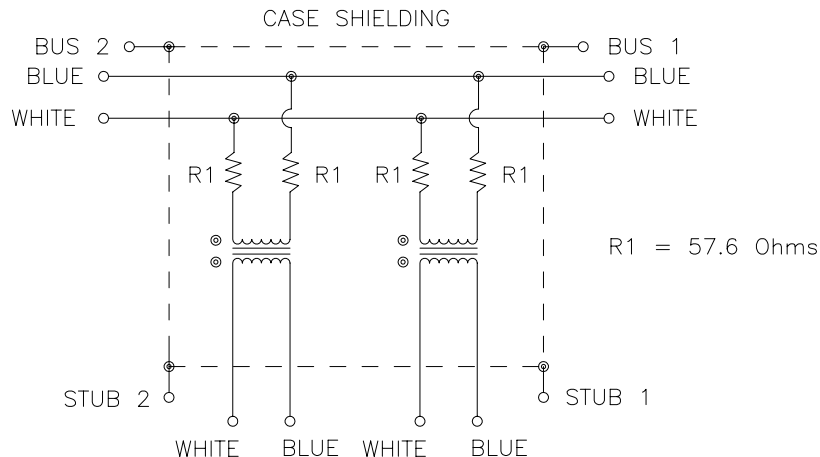 CASE SHIELDING
BUS 2
BUS 1
BLUE
BLUE
WHITE
WHITE
R1
R1
R1
R1
R1 = 57.6 Ohms
STUB 2
STUB 1
WHITE
BLUE
WHITE
BLUE